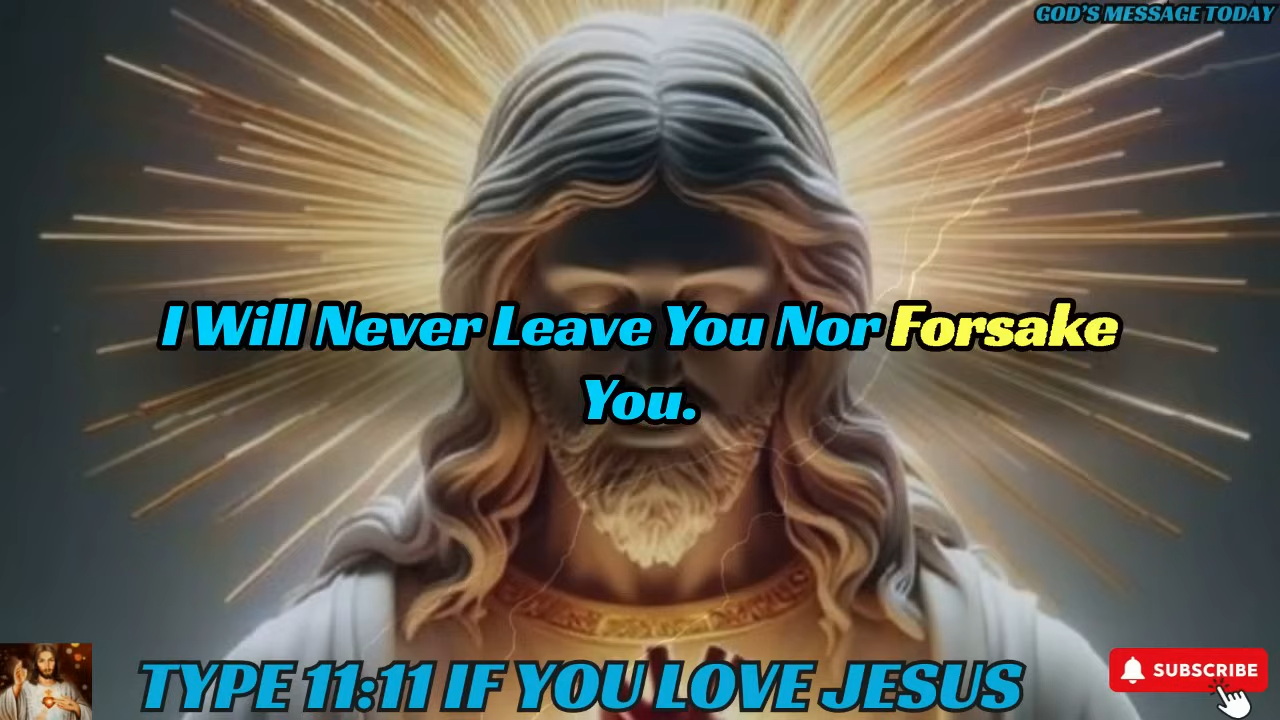 GOD'S MESSAGE TODAY
I Will Never Leave You Nor Forsake
You.
TYPE 11:11 IF YOU LOVE JESUS
SUBSCRIBE